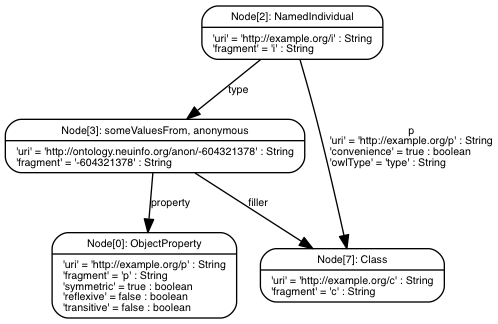 Node[2]: NamedIndividual
'uri' = 'http://example.org/i' : String
'fragment' = 'i' : String
type
p
'uri' = 'http://example.org/p' : String
'convenience' = true : boolean
'owlType' = 'type' : String
Node[3]: someValuesFrom, anonymous
'uri' = 'http://ontology.neuinfo.org/anon/-604321378' : String
'fragment' = '-604321378' : String
property
filler
Node[0]: ObjectProperty
'uri' = 'http://example.org/p' : String
'fragment' = 'p' : String
'symmetric' = true : boolean
'reflexive' = false : boolean
'transitive' = false : boolean
Node[7]: Class
'uri' = 'http://example.org/c' : String
'fragment' = 'c' : String